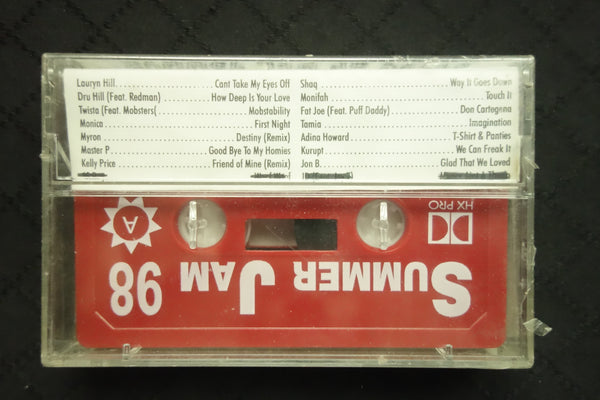 Lauryn Hill..................Cant Take My Eyes Off
Dru Hill (Feat. Redman)............How Deep Is Your Love
Twista (Feat. Mobsters(..................Mobstability
Monica..................First Night
Myron..................Destiny (Remix)
Master P..................Good Bye To My Homies
Kelly Price..................Friend of Mine (Remix)
Shaq..................Way It Goes Down
Monifah..................Touch It
Fat Joe (Feat. Puff Daddy)............Don Cartegena
Tamia..................Imagination
Adina Howard..................T-Shirt & Panties
Kurupt..................We Can Freak It
Jon B...................Glad That We Loved
A
HX PRO
SUMMER JAM 98